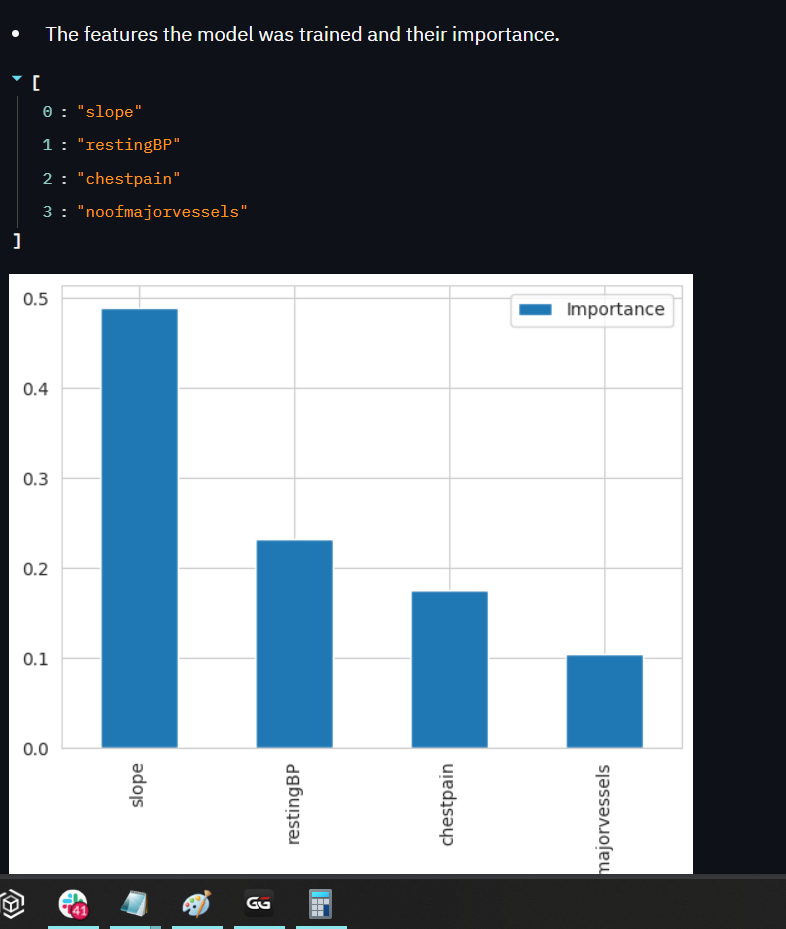 The features the model was trained and their importance.
[
0 : "slope"
1 : "restingBP"
2 : "chestpain"
3 : "noofmajorvessels"
]
0.5
Importance
0.4
0.3
0.2
0.1
0.0
slope
restingBP
chestpain
majorvessels
41
GG